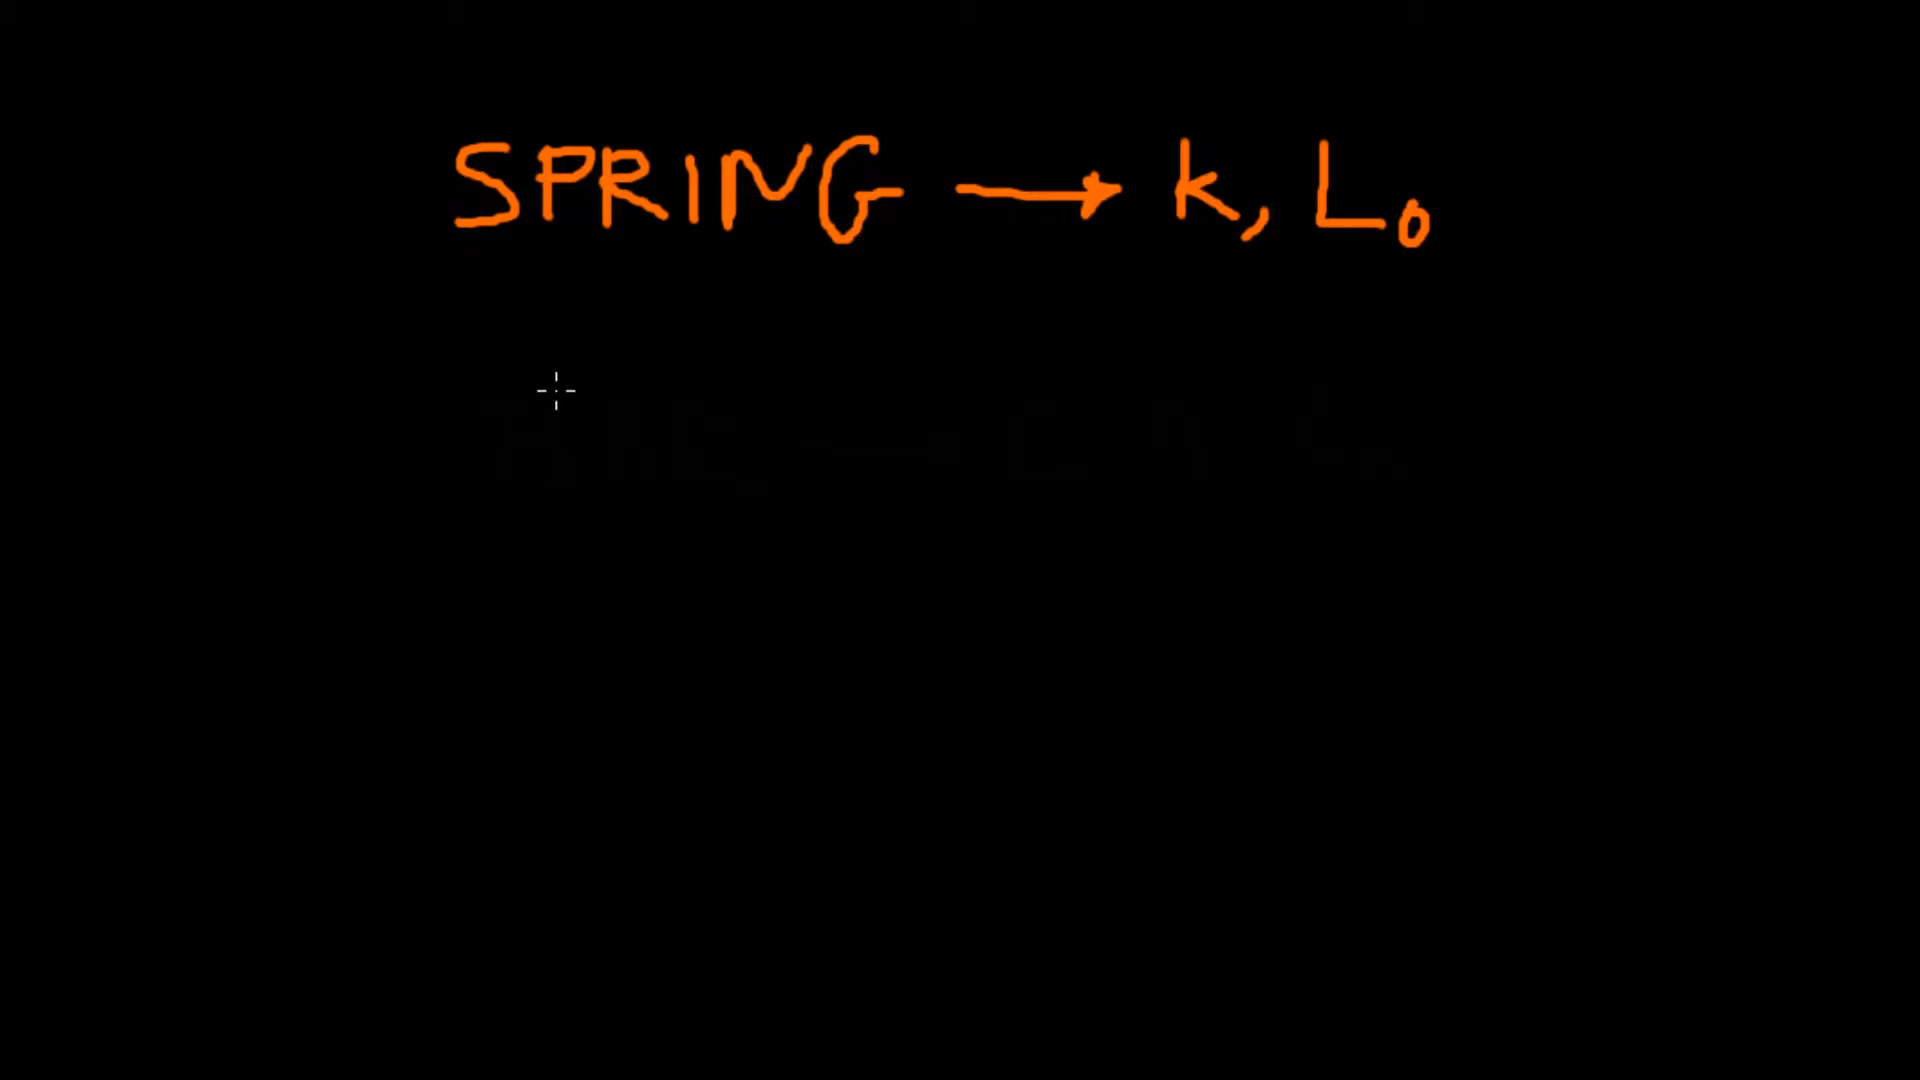 SPRING → k, L₀